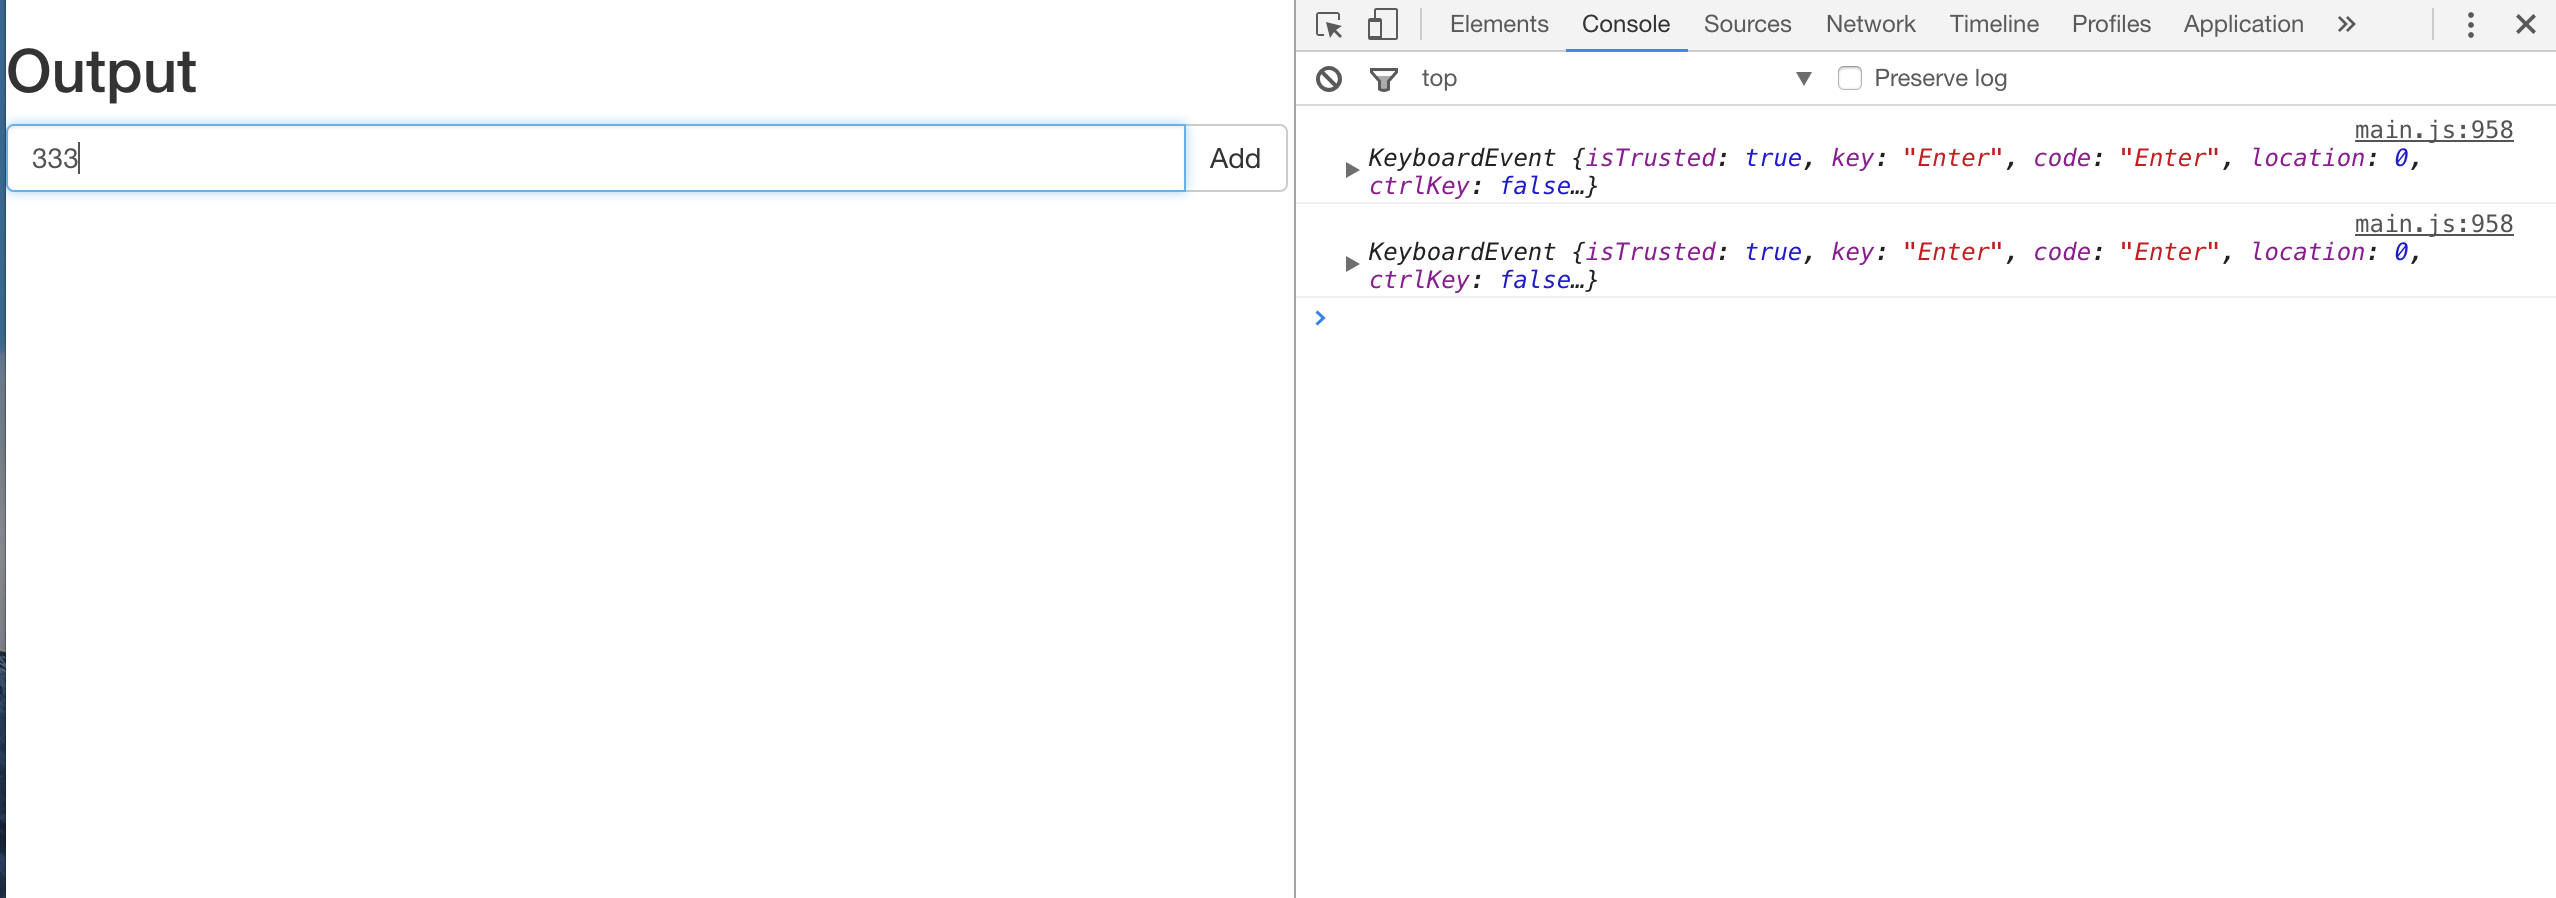 Output
333
Add
Elements Console Sources Network Timeline Profiles Application
top
Preserve log
main.js:958
KeyboardEvent {isTrusted: true, key: "Enter", code: "Enter", location: 0,
ctrlKey: false…}
main.js:958
KeyboardEvent {isTrusted: true, key: "Enter", code: "Enter", location: 0,
ctrlKey: false…}